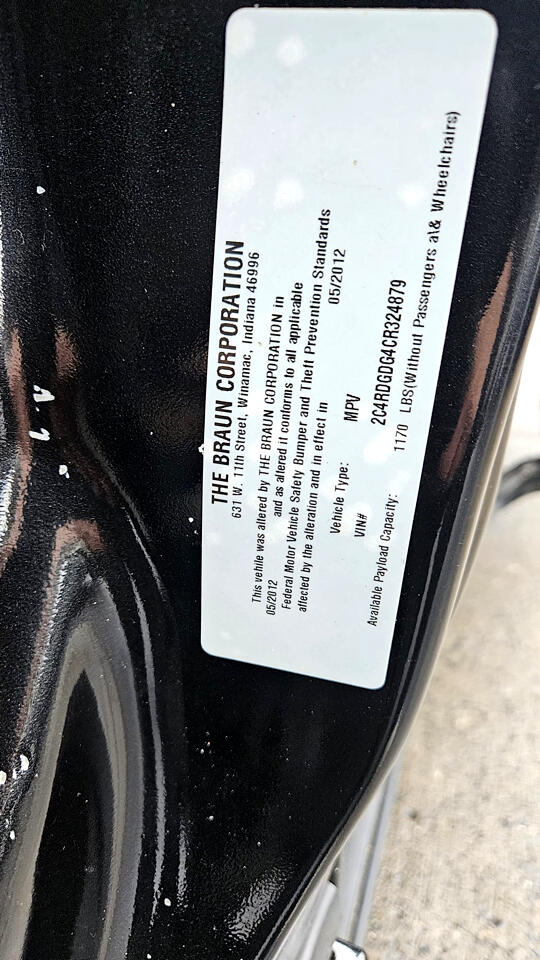 THE BRAUN CORPORATION
631 W. 11th Street, Winamac, Indiana 46996
This vehile was altered by THE BRAUN CORPORATION in
05/2012 and as altered it conforms to all applicable
Federal Motor Vehicle Safety Bumper and Theft Prevention Standards
affected by the alteration and in effect in 05/2012
Vehicle Type: MPV
VIN# 2C4RDGDG4CR324879
Available Payload Capacity: 1170 LBS(Without Passengers a\& Wheelchairs)